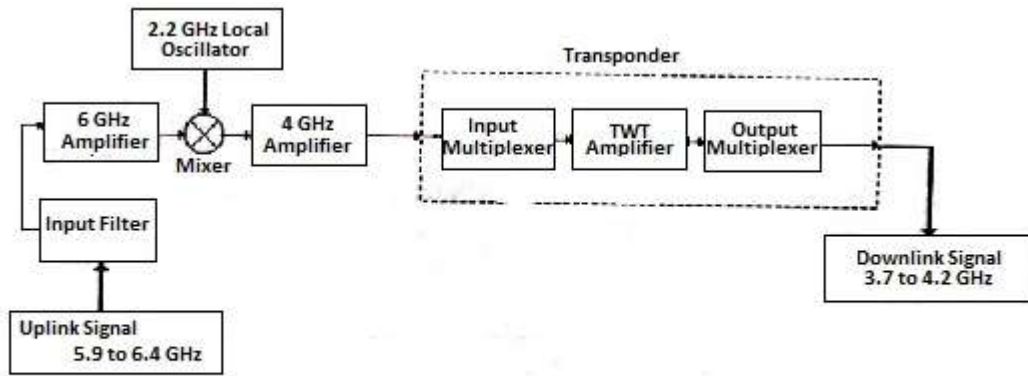 2.2 GHz Local
Oscillator
Transponder
6 GHz
Amplifier
Mixer
4 GHz
Amplifier
Input
Multiplexer
TWT
Amplifier
Output
Multiplexer
Input Filter
Downlink Signal
3.7 to 4.2 GHz
Uplink Signal
5.9 to 6.4 GHz